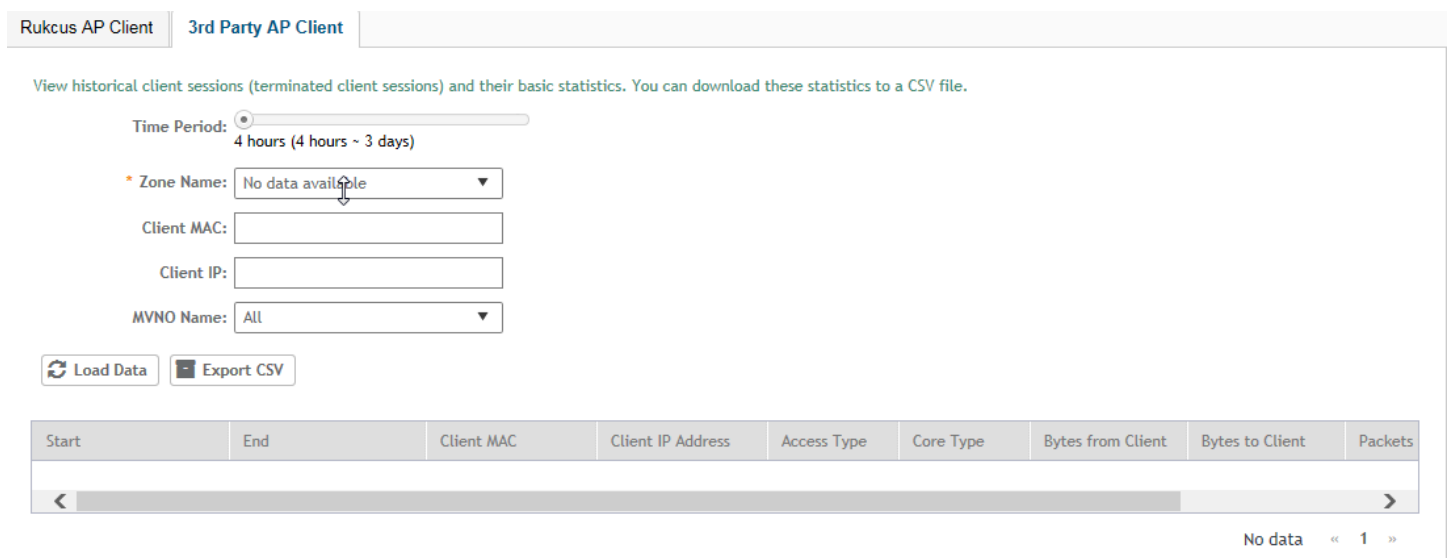 Rukcus AP Client 3rd Party AP Client
View historical client sessions (terminated client sessions) and their basic statistics. You can download these statistics to a CSV file.
Time Period:
4 hours (4 hours ~ 3 days)
* Zone Name: No data available
Client MAC:
Client IP:
MVNO Name: All
Load Data Export CSV
Start End Client MAC Client IP Address Access Type Core Type Bytes from Client Bytes to Client Packets
No data « 1 »